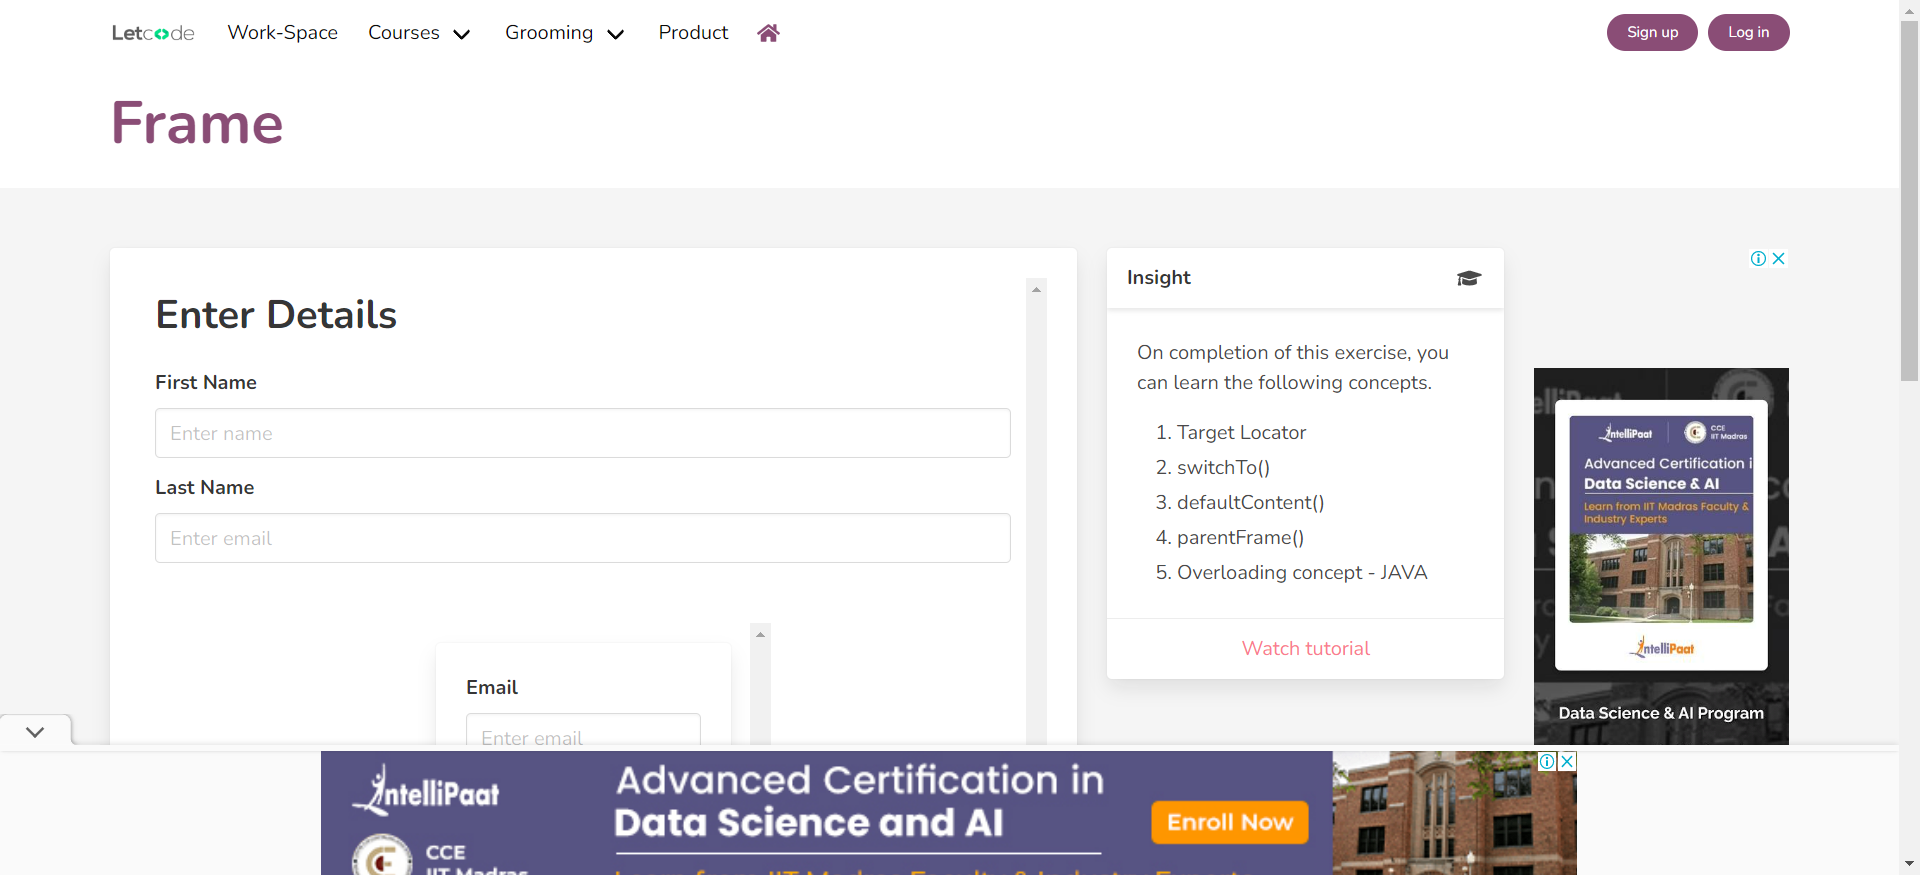 Letcode Work-Space Courses Grooming Product Sign up Log in
Frame
Enter Details
First Name
Enter name
Last Name
Enter email
Email
Enter email
Insight
On completion of this exercise, you
can learn the following concepts.
1. Target Locator
2. switchTo()
3. defaultContent()
4. parentFrame()
5. Overloading concept - JAVA
Watch tutorial
IntelliPaat
CCE
IIT Madras
Advanced Certification i
Data Science & AI
Learn from IIT Madras Faculty &
Industry Experts
IntelliPaat
Data Science & AI Program
IntelliPaat
CCE
IIT Madras
Advanced Certification in
Data Science and AI
Enroll Now